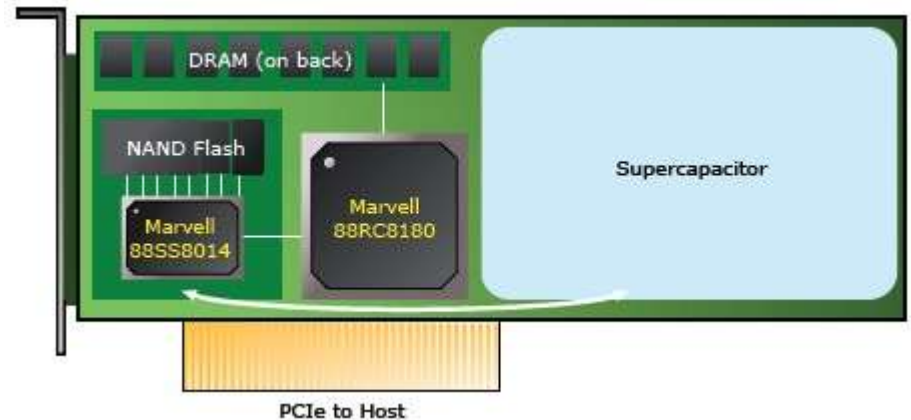 DRAM (on back)
NAND Flash
Marvell
88SS8014
Marvell
88RC8180
Supercapacitor
PCIe to Host